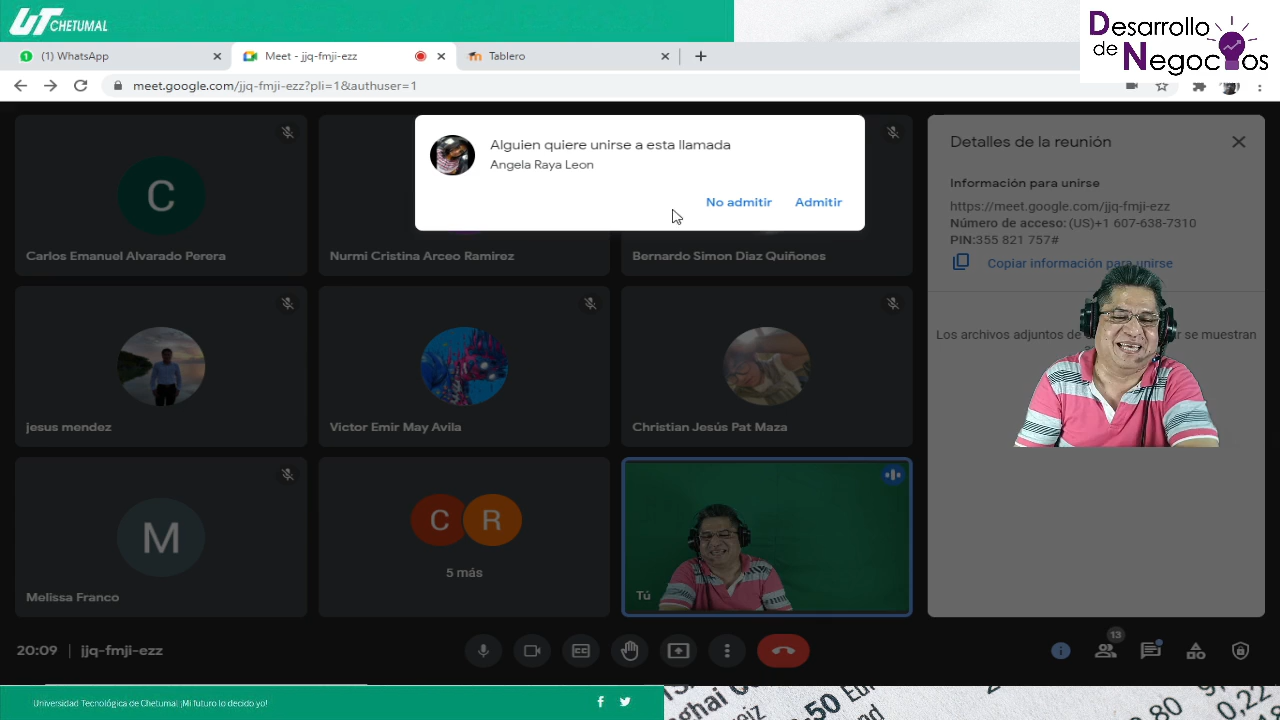 UT CHETUMAL
Desarrollo
de Negocios
(1) WhatsApp
Meet - jjq-fmji-ezz
Tablero
meet.google.com/jjq-fmji-ezz?pli=1&authuser=1
Alguien quiere unirse a esta llamada
Angela Raya Leon
No admitir
Admitir
C
Carlos Emanuel Alvarado Perera
Nurmi Cristina Arceo Ramirez
Bernardo Simon Diaz Quiñones
jesus mendez
Victor Emir May Avila
Christian Jesús Pat Maza
M
Melissa Franco
C
R
5 más
Tú
Detalles de la reunión
Información para unirse
https://meet.google.com/jjq-fmji-ezz
Número de acceso: (US)+1 607-638-7310
PIN:355 821 757#
Copiar información para unirse
Los archivos adjuntos de se muestran
20:09 | jjq-fmji-ezz
13
Universidad Tecnológica de Chetumal ¡Mi futuro lo decido yo!